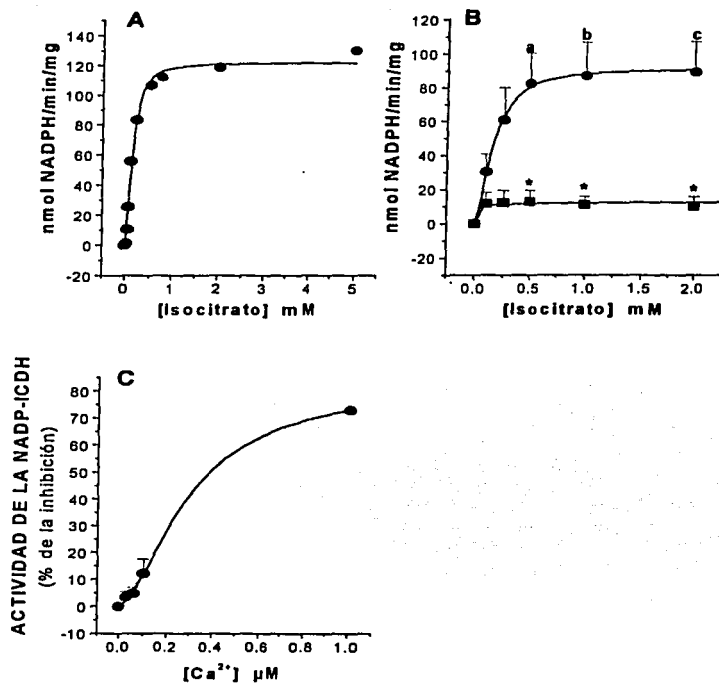 A
nmol NADPH/min/mg
140
120
100
80
60
40
20
0
-20
0 1 2 3 4 5
[Isocitrato] mM
B
nmol NADPH/min/mg
120
100
80
60
40
20
0
-20
a b c
* * *
0.0 0.5 1.0 1.5 2.0
[Isocitrato] mM
C
ACTIVIDAD DE LA NADP-ICDH
(% de la inhibición)
80
70
60
50
40
30
20
10
0
-10
0.0 0.2 0.4 0.6 0.8 1.0
[Ca²⁺] µM